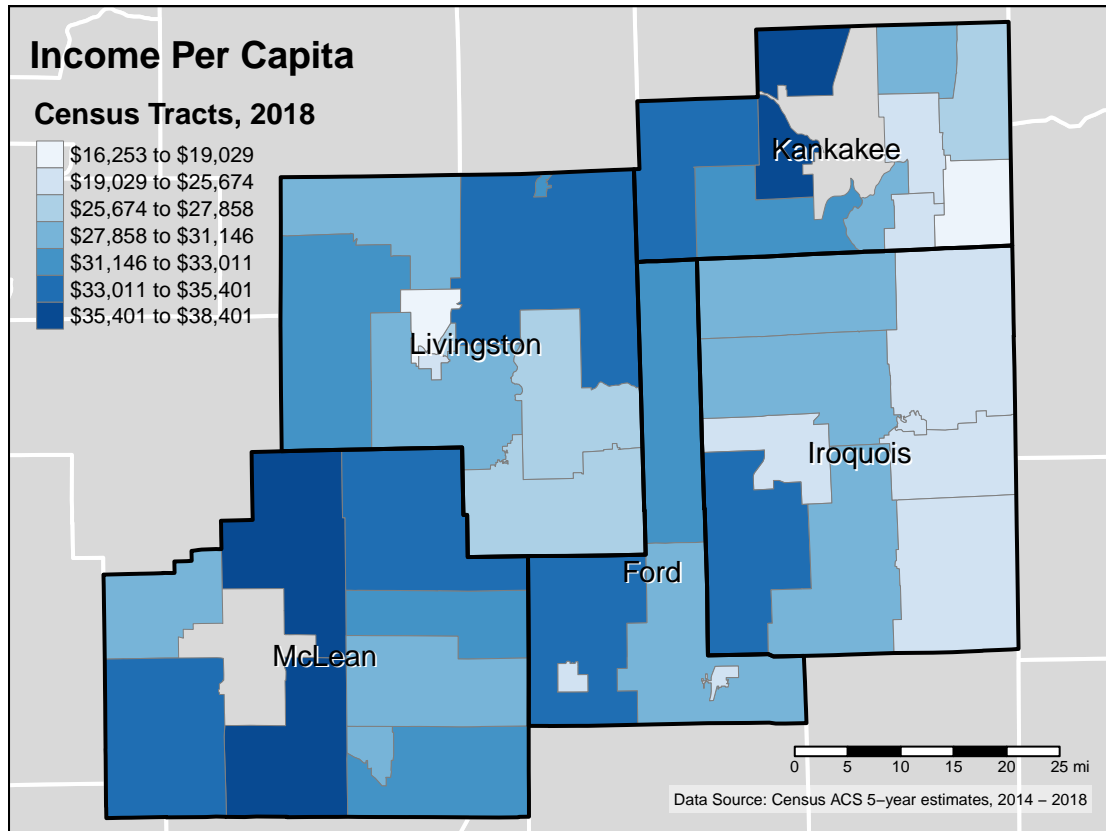 Income Per Capita
Census Tracts, 2018
$16,253 to $19,029
$19,029 to $25,674
$25,674 to $27,858
$27,858 to $31,146
$31,146 to $33,011
$33,011 to $35,401
$35,401 to $38,401
Kankakee
Livingston
Iroquois
Ford
McLean
0 5 10 15 20 25 mi
Data Source: Census ACS 5−year estimates, 2014 − 2018